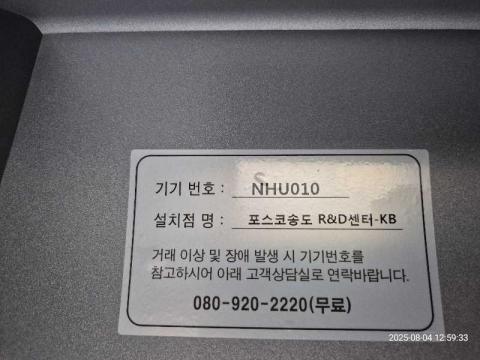 기기 번호 : NHU010
설치점 명 : 포스코송도 R&D센터-KB
거래 이상 및 장애 발생 시 기기번호를
참고하시어 아래 고객상담실로 연락바랍니다.
080-920-2220(무료)
2025-08-04 12:59:33